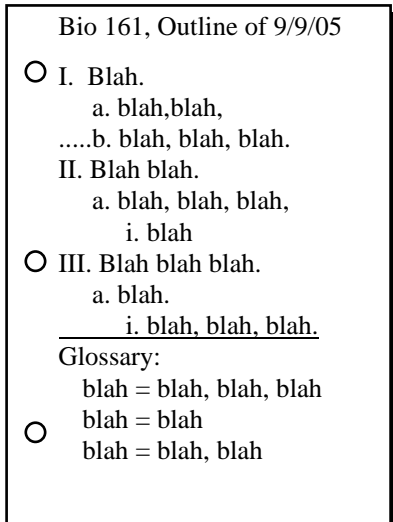 Bio 161, Outline of 9/9/05
I.  Blah.
a. blah,blah,
.....b. blah, blah, blah.
II. Blah blah.
a. blah, blah, blah,
i. blah
III. Blah blah blah.
a. blah.
i. blah, blah, blah.
Glossary:
blah = blah, blah, blah
blah = blah
blah = blah, blah